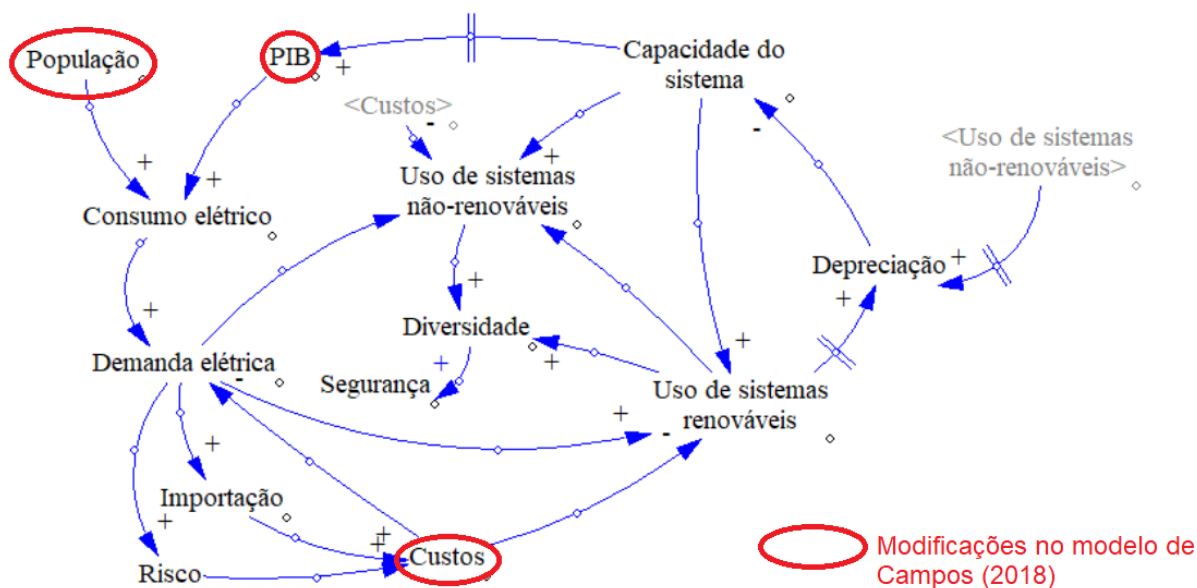 População
PIB
+
Capacidade do
sistema
<Custos>
-
-
<Uso de sistemas
não-renováveis>
+
+
+
Uso de sistemas
não-renováveis
Consumo elétrico
Depreciação
+
+
+
+
Diversidade
Demanda elétrica
-
+
+
+
Segurança
Uso de sistemas
renováveis
+
-
+
Importação
+
+
+
Custos
Risco
Modificações no modelo de
Campos (2018)